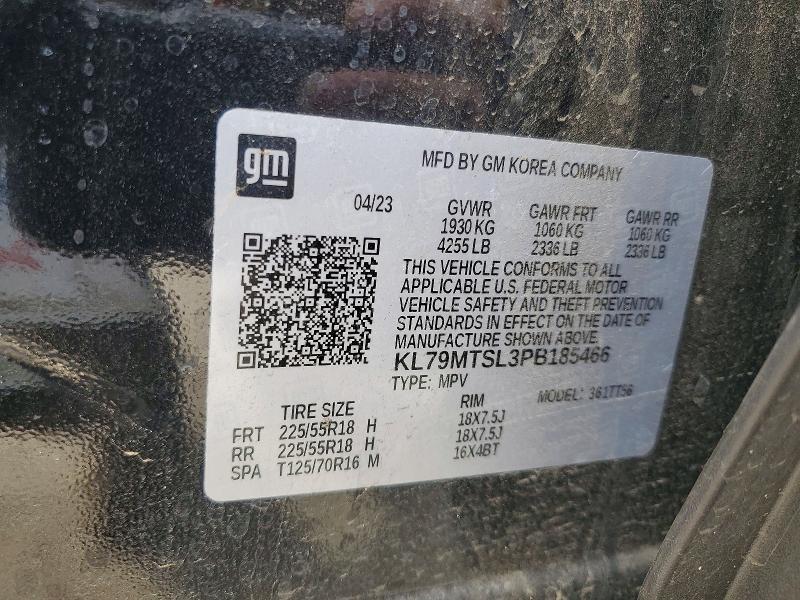 gm
MFD BY GM KOREA COMPANY
04/23 GVWR GAWR FRT GAWR RR
1930 KG 1060 KG 1060 KG
4255 LB 2336 LB 2336 LB
THIS VEHICLE CONFORMS TO ALL
APPLICABLE U.S. FEDERAL MOTOR
VEHICLE SAFETY AND THEFT PREVENTION
STANDARDS IN EFFECT ON THE DATE OF
MANUFACTURE SHOWN ABOVE.
KL79MTSL3PB185466
TYPE: MPV MODEL: 361TT56
TIRE SIZE RIM
FRT 225/55R18 H 18X7.5J
RR 225/55R18 H 18X7.5J
SPA T125/70R16 M 16X4BT